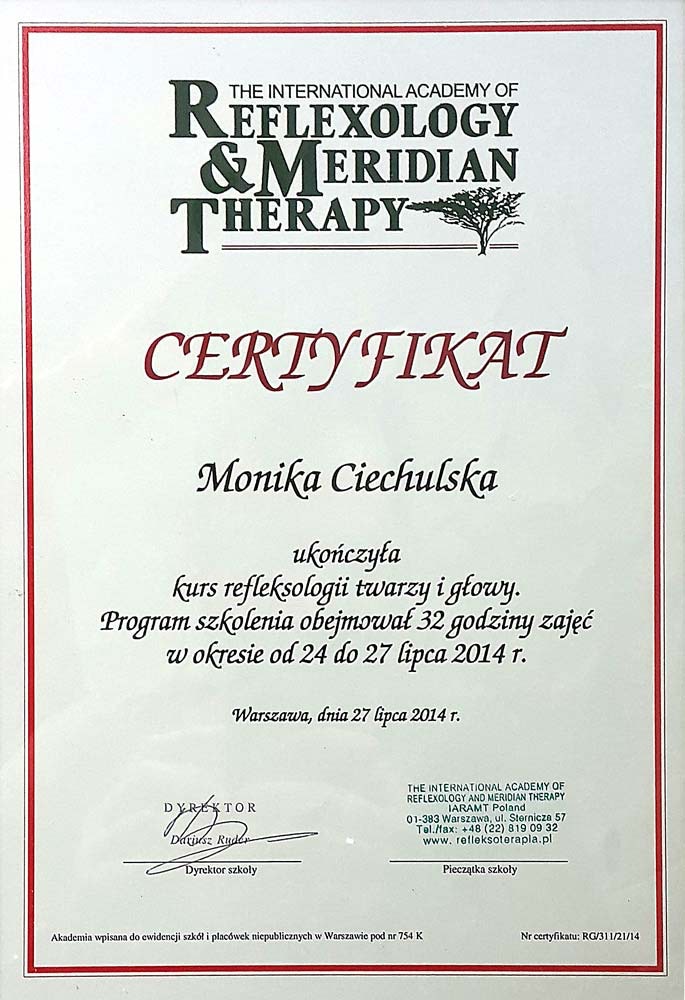 THE INTERNATIONAL ACADEMY OF
REFLEXOLOGY
& MERIDIAN
THERAPY
CERTYFIKAT
Monika Ciechulska
ukończyła
kurs refleksologii twarzy i głowy.
Program szkolenia obejmował 32 godziny zajęć
w okresie od 24 do 27 lipca 2014 r.
Warszawa, dnia 27 lipca 2014 r.
DYREKTOR
Dariusz Ruder
Dyrektor szkoły
THE INTERNATIONAL ACADEMY OF
REFLEXOLOGY AND MERIDIAN THERAPY
IARAMT Poland
01-383 Warszawa, ul. Sternicza 57
Tel./fax: +48 (22) 819 09 32
www. refleksoterapia.pl
Pieczątka szkoły
Akademia wpisana do ewidencji szkół i placówek niepublicznych w Warszawie pod nr 754 K
Nr certyfikatu: RG/311/21/14